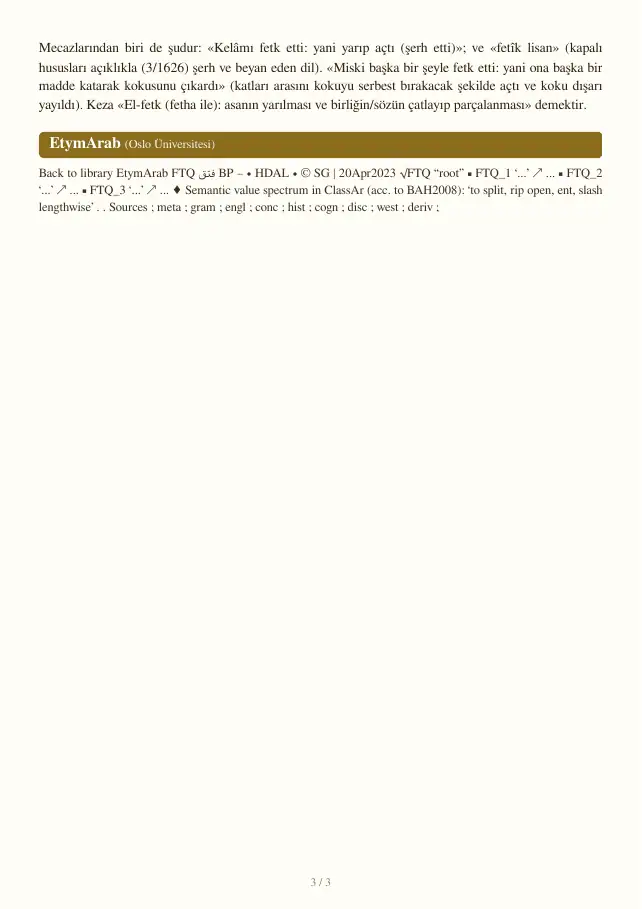 Mecazlarından biri de şudur: «Kelâmı fetk etti: yani yarıp açtı (şerh etti)»; ve «fetîk lisan» (kapalı
hususları açıklıkla (3/1626) şerh ve beyan eden dil). «Miski başka bir şeyle fetk etti: yani ona başka bir
madde katarak kokusunu çıkardı» (katları arasını kokuyu serbest bırakacak şekilde açtı ve koku dışarı
yayıldı). Keza «El-fetk (fetha ile): asanın yarılması ve birliğin/sözün çatlayıp parçalanması» demektir.
EtymArab (Oslo Üniversitesi)
Back to library EtymArab FTQ فتق BP – • HDAL • © SG | 20Apr2023 √FTQ “root” ▪ FTQ_1 ‘...’ ↗ ... ▪ FTQ_2
‘...’ ↗ ... ▪ FTQ_3 ‘...’ ↗ ... ♦ Semantic value spectrum in ClassAr (acc. to BAH2008): ‘to split, rip open, ent, slash
lengthwise’ . . Sources ; meta ; gram ; engl ; conc ; hist ; cogn ; disc ; west ; deriv ;
3 / 3